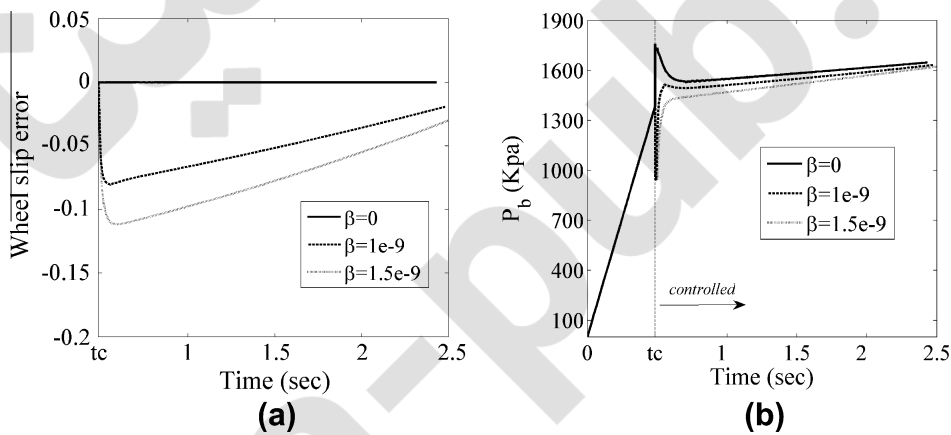 0.05
0
-0.05
-0.1
-0.15
-0.2
Wheel slip error
β=0
β=1e-9
β=1.5e-9
tc 1 1.5 2 2.5
Time (sec)
(a)
1900
1600
1300
1000
700
400
100
P_b (Kpa)
β=0
β=1e-9
β=1.5e-9
controlled
0 tc 1 1.5 2 2.5
Time (sec)
(b)
-pub.